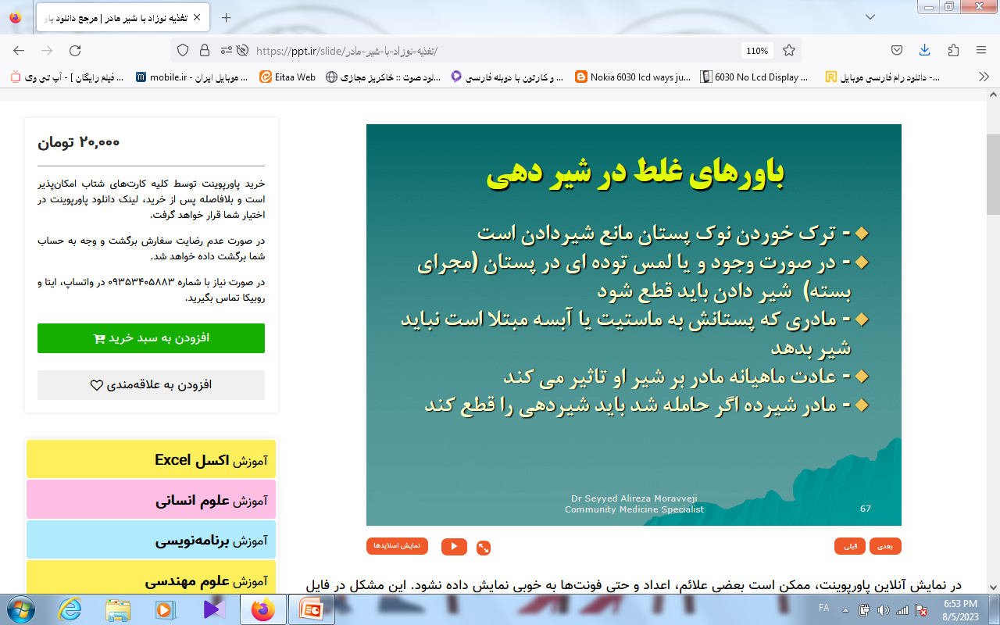 تغذیه نوزاد با شیر مادر | مرجع دانلود پاو
https://ppt.ir/slide/تغذیه-نوزاد-با-شیر-مادر/
110%
فیلم رایگان ] - آپ تی وی ...
mobile.ir - موبایل ایران ...
Eitaa Web
...لود صوت :: خاکریز مجازی
...و کارتون با دوبله فارسی
Nokia 6030 lcd ways ju...
6030 No Lcd Display ...
...- دانلود رام فارسی موبایل
۲۰,۰۰۰ تومان
خرید پاورپوینت توسط کلیه کارت‌های شتاب امکان‌پذیر
است و بلافاصله پس از خرید، لینک دانلود پاورپوینت در
اختیار شما قرار خواهد گرفت.
در صورت عدم رضایت سفارش برگشت و وجه به حساب
شما برگشت داده خواهد شد.
در صورت نیاز با شماره ۰۹۳۵۳۴۰۵۸۸۳ در واتساپ، ایتا و
روبیکا تماس بگیرید.
افزودن به سبد خرید
افزودن به علاقه‌مندی
آموزش اکسل Excel
آموزش علوم انسانی
آموزش برنامه‌نویسی
آموزش علوم مهندسی
باورهای غلط در شیر دهی
- ترک خوردن نوک پستان مانع شیردادن است
- در صورت وجود و یا لمس توده ای در پستان (مجرای
بسته) شیر دادن باید قطع شود
- مادری که پستانش به ماستیت یا آبسه مبتلا است نباید
شیر بدهد
- عادت ماهیانه مادر بر شیر او تاثیر می کند
- مادر شیرده اگر حامله شد باید شیردهی را قطع کند
Dr Seyyed Alireza Moravveji
Community Medicine Specialist
67
نمایش اسلایدها
قبلی
بعدی
در نمایش آنلاین پاورپوینت، ممکن است بعضی علائم، اعداد و حتی فونت‌ها به خوبی نمایش داده نشود. این مشکل در فایل
FA
6:53 PM
8/5/2023